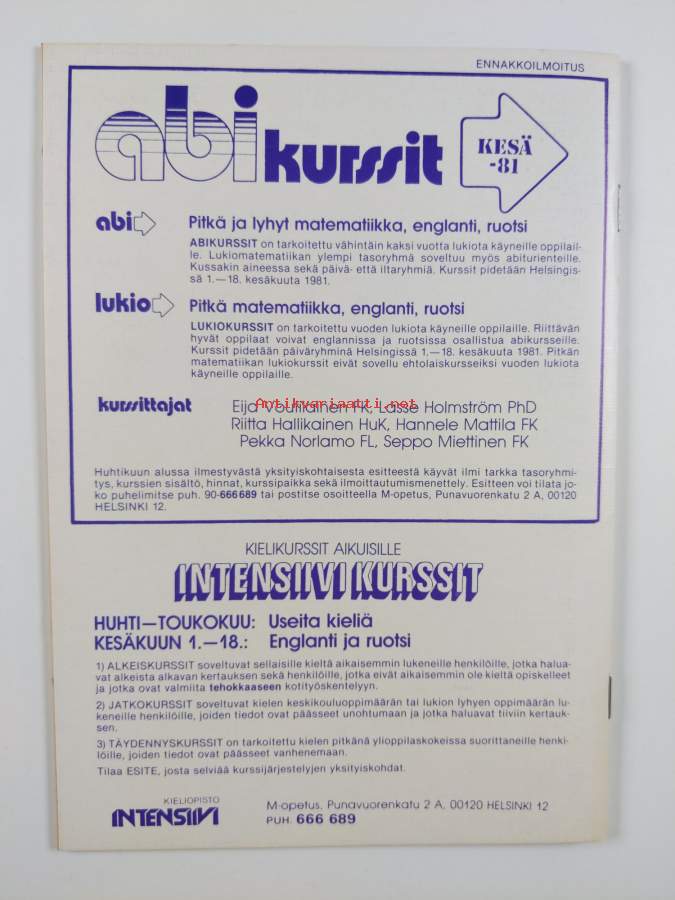 ENNAKKOILMOITUS
abi kurssit
KESÄ
-81
abi Pitkä ja lyhyt matematiikka, englanti, ruotsi
ABIKURSSIT on tarkoitettu vähintäin kaksi vuotta lukiota käyneille oppilail-
le. Lukiomatematiikan ylempi tasoryhmä soveltuu myös abiturienteille.
Kussakin aineessa sekä päivä- että iltaryhmiä. Kurssit pidetään Helsingis-
sä 1.—18. kesäkuuta 1981.
lukio Pitkä matematiikka, englanti, ruotsi
LUKIOKURSSIT on tarkoitettu vuoden lukiota käyneille oppilaille. Riittävän
hyvät oppilaat voivat englannissa ja ruotsissa osallistua abikursseille.
Kurssit pidetään päiväryhminä Helsingissä 1.—18. kesäkuuta 1981. Pitkän
matematiikan lukiokurssit eivät sovellu ehtolaiskursseiksi vuoden lukiota
käyneille oppilaille.
Antikvariaatti.net
kurssittajat Eija Voutilainen FK, Lasse Holmström PhD
Riitta Hallikainen HuK, Hannele Mattila FK
Pekka Norlamo FL, Seppo Miettinen FK
Huhtikuun alussa ilmestyvästä yksityiskohtaisesta esitteestä käyvät ilmi tarkka tasoryhmi-
tys, kurssien sisältö, hinnat, kurssipaikka sekä ilmoittautumismenettely. Esitteen voi tilata jo-
ko puhelimitse puh. 90-666 689 tai postitse osoitteella M-opetus, Punavuorenkatu 2 A, 00120
HELSINKI 12.
KIELIKURSSIT AIKUISILLE
INTENSIIVIKURSSIT
HUHTI—TOUKOKUU: Useita kieliä
KESÄKUUN 1.—18.: Englanti ja ruotsi
1) ALKEISKURSSIT soveltuvat sellaisille kieltä aikaisemmin lukeneille henkilöille, jotka halua-
vat alkeista alkavan kertauksen sekä henkilöille, jotka eivät aikaisemmin ole kieltä opiskelleet
ja jotka ovat valmiita tehokkaaseen kotityöskentelyyn.
2) JATKOKURSSIT soveltuvat kielen keskikouluoppimäärän tai lukion lyhyen oppimäärän lu-
keneille henkilöille, joiden tiedot ovat päässeet unohtumaan ja jotka haluavat tiiviin kertauk-
sen.
3) TÄYDENNYSKURSSIT on tarkoitettu kielen pitkänä ylioppilaskokeissa suorittaneille henki-
löille, joiden tiedot ovat päässeet vanhenemaan.
Tilaa ESITE, josta selviää kurssijärjestelyjen yksityiskohdat.
KIELIOPISTO
INTENSIIVI
M-opetus, Punavuorenkatu 2 A, 00120 HELSINKI 12
PUH. 666 689